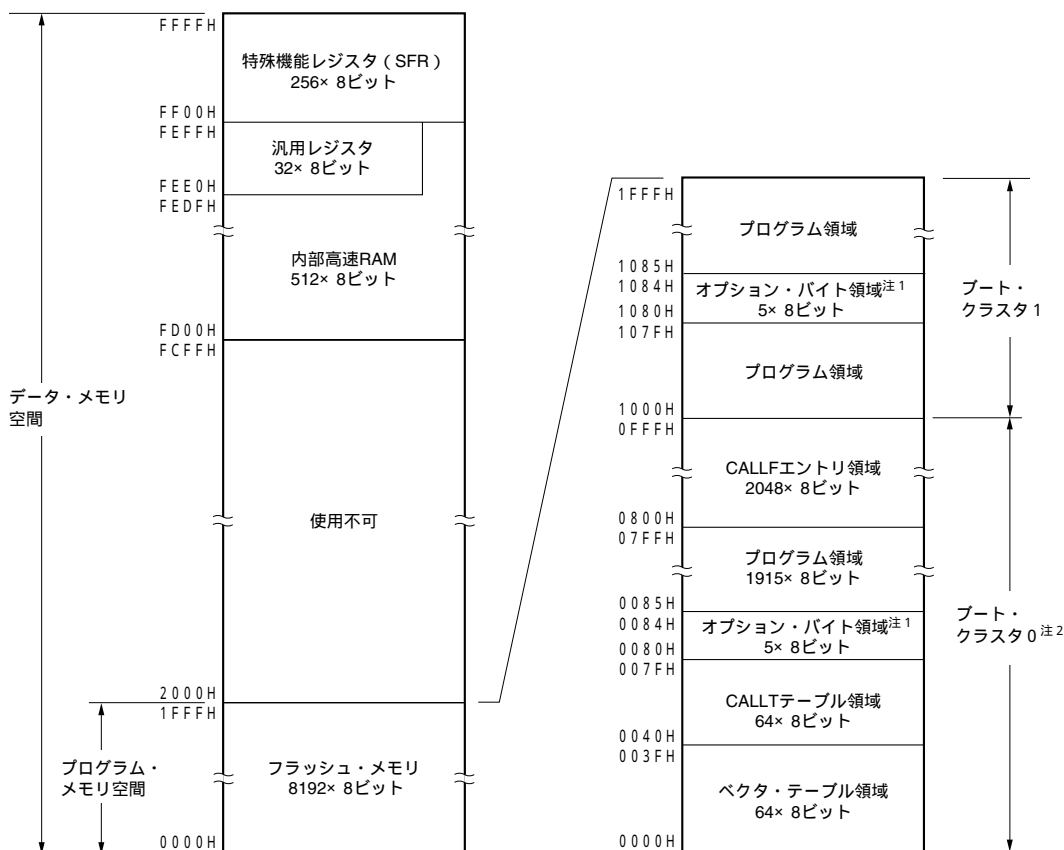 FFFFH
特殊機能レジスタ（SFR）
256× 8ビット
FF00H
FEFFH
汎用レジスタ
32× 8ビット
FEE0H
FEDFH
内部高速RAM
512× 8ビット
FD00H
FCFFH
データ・メモリ
空間
使用不可
2000H
1FFFH
プログラム・
メモリ空間
フラッシュ・メモリ
8192× 8ビット
0000H
1FFFH
プログラム領域
1085H
1084H
オプション・バイト領域注1
5× 8ビット
1080H
107FH
プログラム領域
1000H
0FFFH
ブート・
クラスタ1
CALLFエントリ領域
2048× 8ビット
0800H
07FFH
プログラム領域
1915× 8ビット
0085H
0084H
オプション・バイト領域注1
5× 8ビット
0080H
007FH
CALLTテーブル領域
64× 8ビット
0040H
003FH
ベクタ・テーブル領域
64× 8ビット
0000H
ブート・
クラスタ0注2